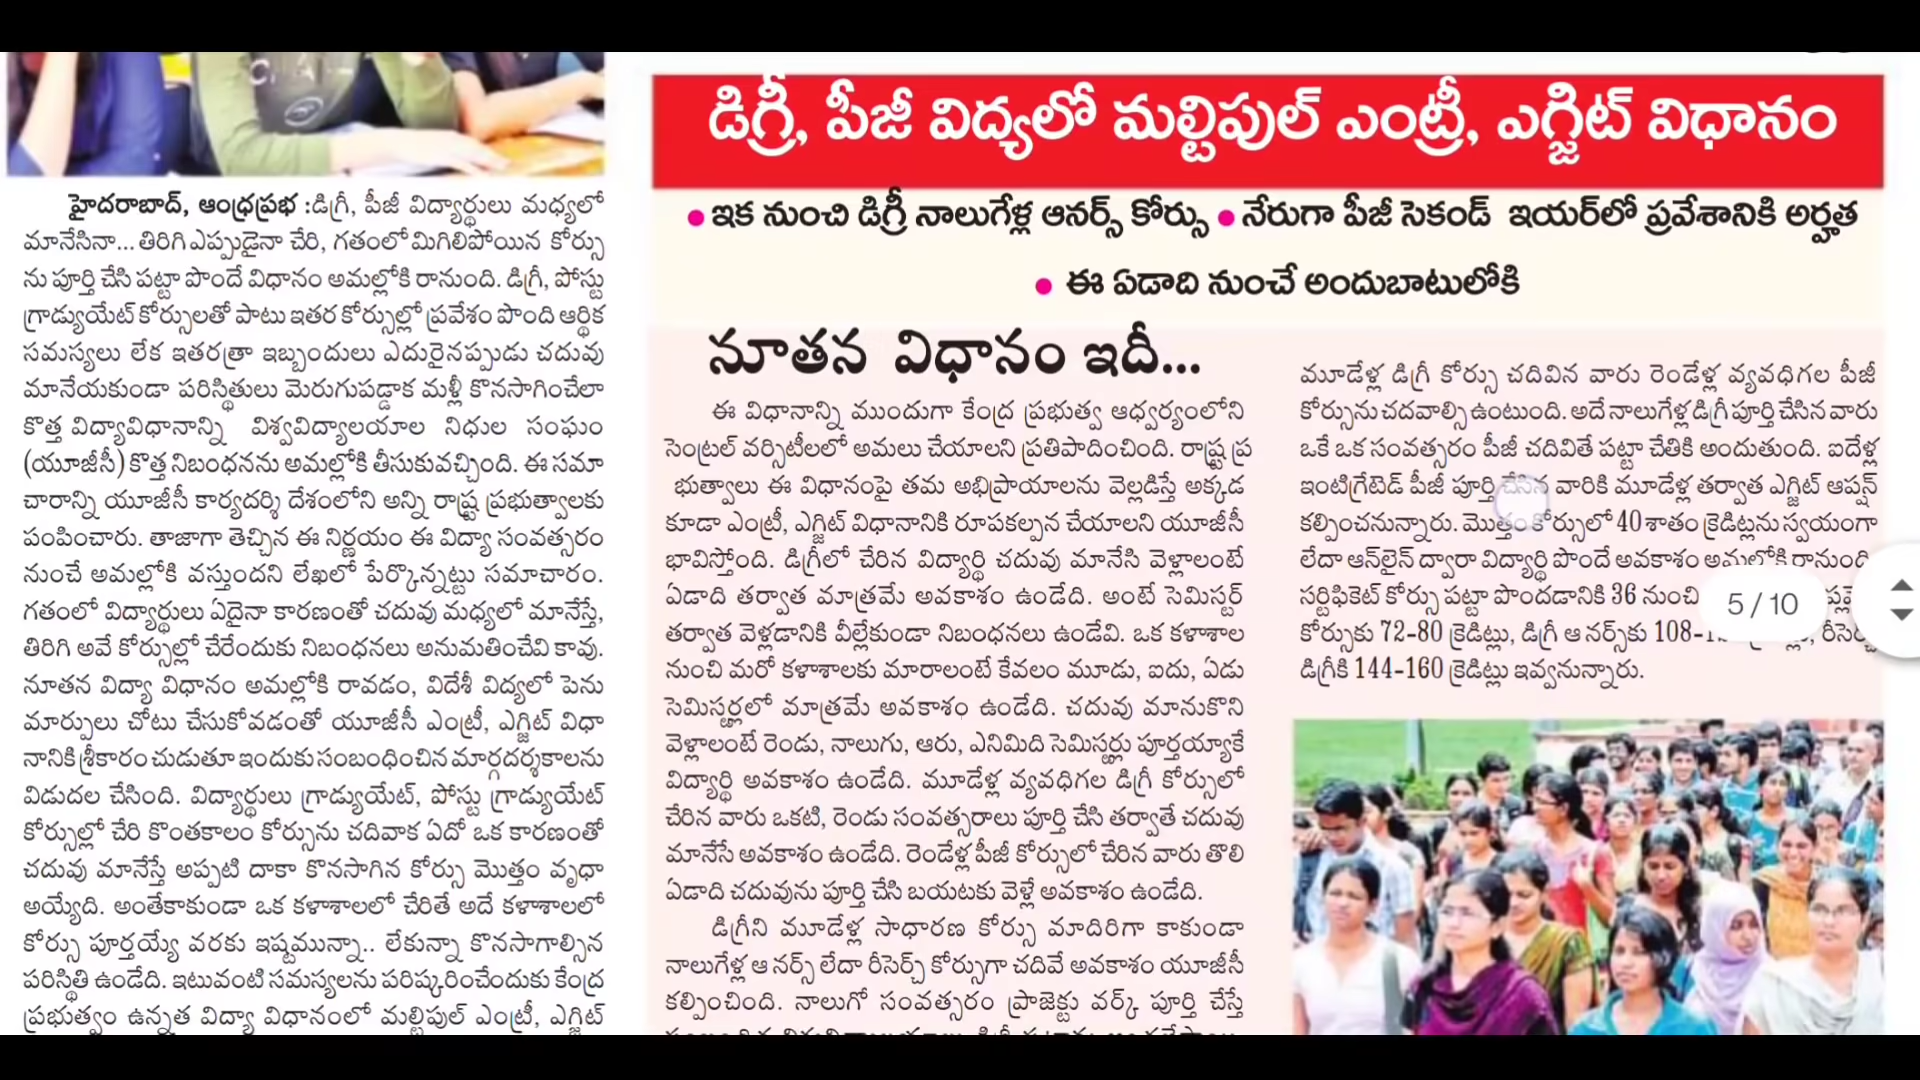 డిగ్రీ, పీజీ విద్యలో మల్టిపుల్ ఎంట్రీ, ఎగ్జిట్ విధానం
● ఇక నుంచి డిగ్రీ నాలుగేళ్ల ఆనర్స్ కోర్సు ● నేరుగా పీజీ సెకండ్ ఇయర్‌లో ప్రవేశానికి అర్హత
● ఈ ఏడాది నుంచే అందుబాటులోకి
హైదరాబాద్, ఆంధ్రప్రభ :డిగ్రీ, పీజీ విద్యార్థులు మధ్యలో
మానేసినా... తిరిగి ఎప్పుడైనా చేరి, గతంలో మిగిలిపోయిన కోర్సు
ను పూర్తి చేసి పట్టా పొందే విధానం అమల్లోకి రానుంది. డిగ్రీ, పోస్టు
గ్రాడ్యుయేట్ కోర్సులతో పాటు ఇతర కోర్సుల్లో ప్రవేశం పొంది ఆర్థిక
సమస్యలు లేక ఇతరత్రా ఇబ్బందులు ఎదురైనప్పుడు చదువు
మానేయకుండా పరిస్థితులు మెరుగుపడ్డాక మళ్లీ కొనసాగించేలా
కొత్త విద్యావిధానాన్ని విశ్వవిద్యాలయాల నిధుల సంఘం
(యూజీసీ) కొత్త నిబంధనను అమల్లోకి తీసుకువచ్చింది. ఈ సమా
చారాన్ని యూజీసీ కార్యదర్శి దేశంలోని అన్ని రాష్ట్ర ప్రభుత్వాలకు
పంపించారు. తాజాగా తెచ్చిన ఈ నిర్ణయం ఈ విద్యా సంవత్సరం
నుంచే అమల్లోకి వస్తుందని లేఖలో పేర్కొన్నట్టు సమాచారం.
గతంలో విద్యార్థులు ఏదైనా కారణంతో చదువు మధ్యలో మానేస్తే,
తిరిగి అవే కోర్సుల్లో చేరేందుకు నిబంధనలు అనుమతించేవి కావు.
నూతన విద్యా విధానం అమల్లోకి రావడం, విదేశీ విద్యలో పెను
మార్పులు చోటు చేసుకోవడంతో యూజీసీ ఎంట్రీ, ఎగ్జిట్ విధా
నానికి శ్రీకారం చుడుతూ ఇందుకు సంబంధించిన మార్గదర్శకాలను
విడుదల చేసింది. విద్యార్థులు గ్రాడ్యుయేట్, పోస్టు గ్రాడ్యుయేట్
కోర్సుల్లో చేరి కొంతకాలం కోర్సును చదివాక ఏదో ఒక కారణంతో
చదువు మానేస్తే అప్పటి దాకా కొనసాగిన కోర్సు మొత్తం వృథా
అయ్యేది. అంతేకాకుండా ఒక కళాశాలలో చేరితే అదే కళాశాలలో
కోర్సు పూర్తయ్యే వరకు ఇష్టమున్నా.. లేకున్నా కొనసాగాల్సిన
పరిస్థితి ఉండేది. ఇటువంటి సమస్యలను పరిష్కరించేందుకు కేంద్ర
ప్రభుత్వం ఉన్నత విద్యా విధానంలో మల్టిపుల్ ఎంట్రీ, ఎగ్జిట్
నూతన విధానం ఇదీ...
ఈ విధానాన్ని ముందుగా కేంద్ర ప్రభుత్వ ఆధ్వర్యంలోని
సెంట్రల్ వర్సిటీలలో అమలు చేయాలని ప్రతిపాదించింది. రాష్ట్ర ప్ర
భుత్వాలు ఈ విధానంపై తమ అభిప్రాయాలను వెల్లడిస్తే అక్కడ
కూడా ఎంట్రీ, ఎగ్జిట్ విధానానికి రూపకల్పన చేయాలని యూజీసీ
భావిస్తోంది. డిగ్రీలో చేరిన విద్యార్థి చదువు మానేసి వెళ్లాలంటే
ఏడాది తర్వాత మాత్రమే అవకాశం ఉండేది. అంటే సెమిస్టర్
తర్వాత వెళ్లడానికి వీల్లేకుండా నిబంధనలు ఉండేవి. ఒక కళాశాల
నుంచి మరో కళాశాలకు మారాలంటే కేవలం మూడు, ఐదు, ఏడు
సెమిస్టర్లలో మాత్రమే అవకాశం ఉండేది. చదువు మానుకొని
వెళ్లాలంటే రెండు, నాలుగు, ఆరు, ఎనిమిది సెమిస్టర్లు పూర్తయ్యాకే
విద్యార్థి అవకాశం ఉండేది. మూడేళ్ల వ్యవధిగల డిగ్రీ కోర్సులో
చేరిన వారు ఒకటి, రెండు సంవత్సరాలు పూర్తి చేసి తర్వాతే చదువు
మానేసే అవకాశం ఉండేది. రెండేళ్ల పీజీ కోర్సులో చేరిన వారు తొలి
ఏడాది చదువును పూర్తి చేసి బయటకు వెళ్లే అవకాశం ఉండేది.
డిగ్రీని మూడేళ్ల సాధారణ కోర్సు మాదిరిగా కాకుండా
నాలుగేళ్ల ఆనర్స్ లేదా రీసెర్చ్ కోర్సుగా చదివే అవకాశం యూజీసీ
కల్పించింది. నాలుగో సంవత్సరం ప్రాజెక్టు వర్క్ పూర్తి చేస్తే
మూడేళ్ల డిగ్రీ కోర్సు చదివిన వారు రెండేళ్ల వ్యవధిగల పీజీ
కోర్సును చదవాల్సి ఉంటుంది. అదే నాలుగేళ్ల డిగ్రీ పూర్తి చేసిన వారు
ఒకే ఒక సంవత్సరం పీజీ చదివితే పట్టా చేతికి అందుతుంది. ఐదేళ్ల
ఇంటిగ్రేటెడ్ పీజీ పూర్తి చేసిన వారికి మూడేళ్ల తర్వాత ఎగ్జిట్ ఆప్షన్
కల్పించనున్నారు. మొత్తం కోర్సులో 40 శాతం క్రెడిట్లను స్వయంగా
లేదా ఆన్‌లైన్ ద్వారా విద్యార్థి పొందే అవకాశం అమలోకి రానుంది.
సర్టిఫికెట్ కోర్సు పట్టా పొందడానికి 36 నుంచి
కోర్సుకు 72-80 క్రెడిట్లు, డిగ్రీ ఆనర్స్‌కు 108-
డిగ్రీకి 144-160 క్రెడిట్లు ఇవ్వనున్నారు.
5 / 10